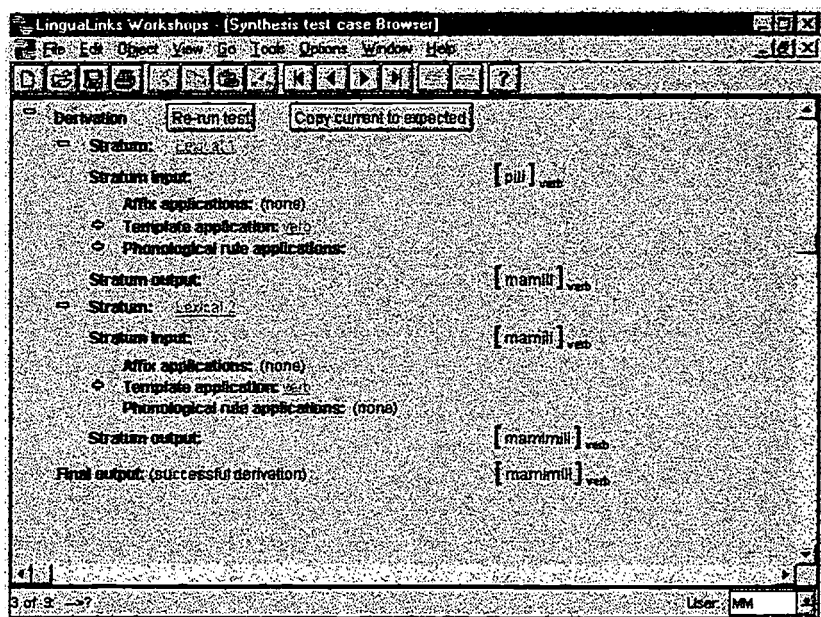 LinguaLinks Workshops - [Synthesis test case Browser]
File Edit Object View Go Tools Options Window Help
Derivation Re-run test Copy current to expected
Stratum: Lexical 1
Stratum input: [pili] verb
Affix applications: (none)
Template application: verb
Phonological rule applications:
Stratum output: [mamili] verb
Stratum: Lexical 2
Stratum input: [mamili] verb
Affix applications: (none)
Template application: verb
Phonological rule applications: (none)
Stratum output: [mamimili] verb
Final output: (successful derivation) [mamimili] verb
3 of 9: -->? User: MM